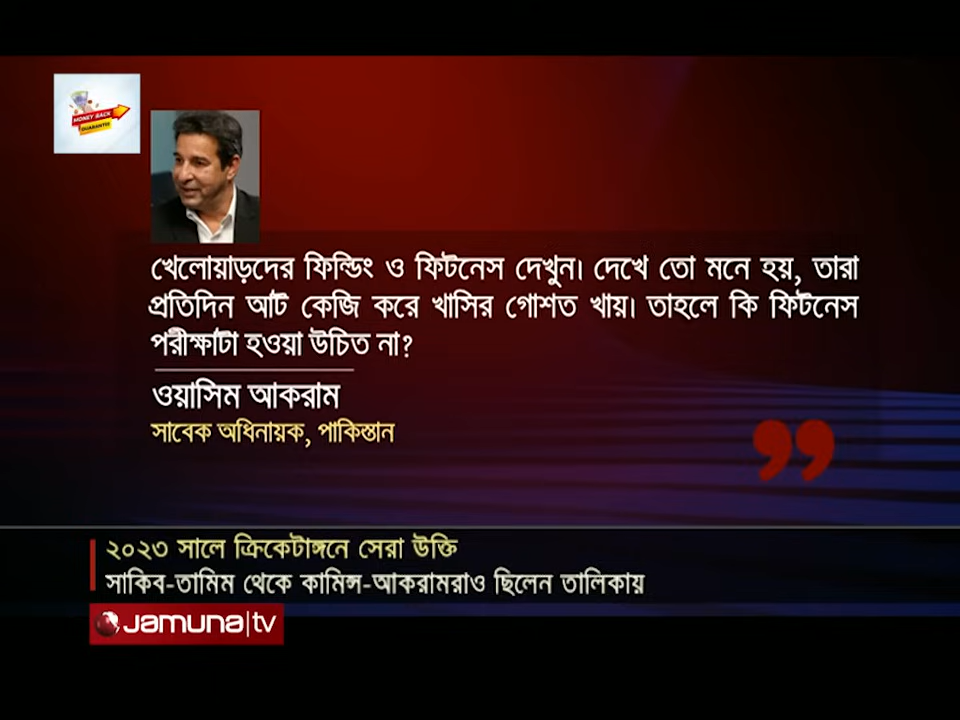 MONEY BACK
GUARANTEE
খেলোয়াড়দের ফিল্ডিং ও ফিটনেস দেখুন। দেখে তো মনে হয়, তারা
প্রতিদিন আট কেজি করে খাসির গোশত খায়। তাহলে কি ফিটনেস
পরীক্ষাটা হওয়া উচিত না?
ওয়াসিম আকরাম
সাবেক অধিনায়ক, পাকিস্তান
২০২৩ সালে ক্রিকেটাঙ্গনে সেরা উক্তি
সাকিব-তামিম থেকে কামিন্স-আকরামরাও ছিলেন তালিকায়
Jamuna|tv